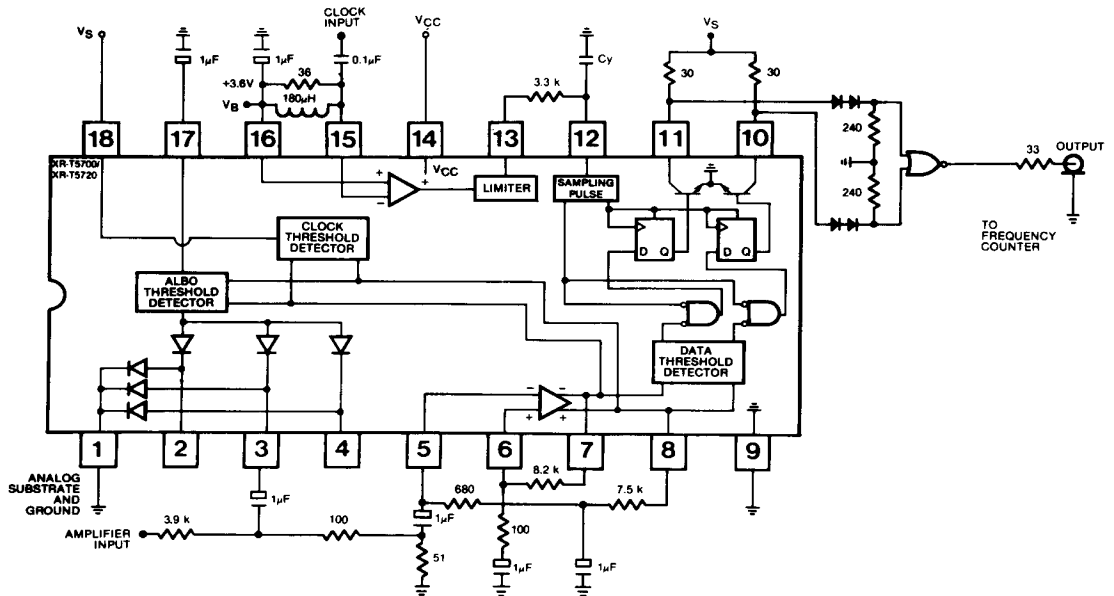 CLOCK
INPUT
VS
VCC
VS
1µF
1µF
36
0.1µF
+3.6V
180µH
VB
Cy
3.3 k
30
30
18
17
16
15
14
13
12
11
10
XR-T5700/
XR-T5720
+
−
+
VCC
LIMITER
SAMPLING
PULSE
240
240
33
OUTPUT
TO
FREQUENCY
COUNTER
CLOCK
THRESHOLD
DETECTOR
D Q
D Q
ALBO
THRESHOLD
DETECTOR
DATA
THRESHOLD
DETECTOR
− −
+ +
1
2
3
4
5
6
7
8
9
ANALOG
SUBSTRATE
AND
GROUND
AMPLIFIER
INPUT
3.9 k
1µF
100
1µF
51
680
8.2 k
100
1µF
7.5 k
1µF